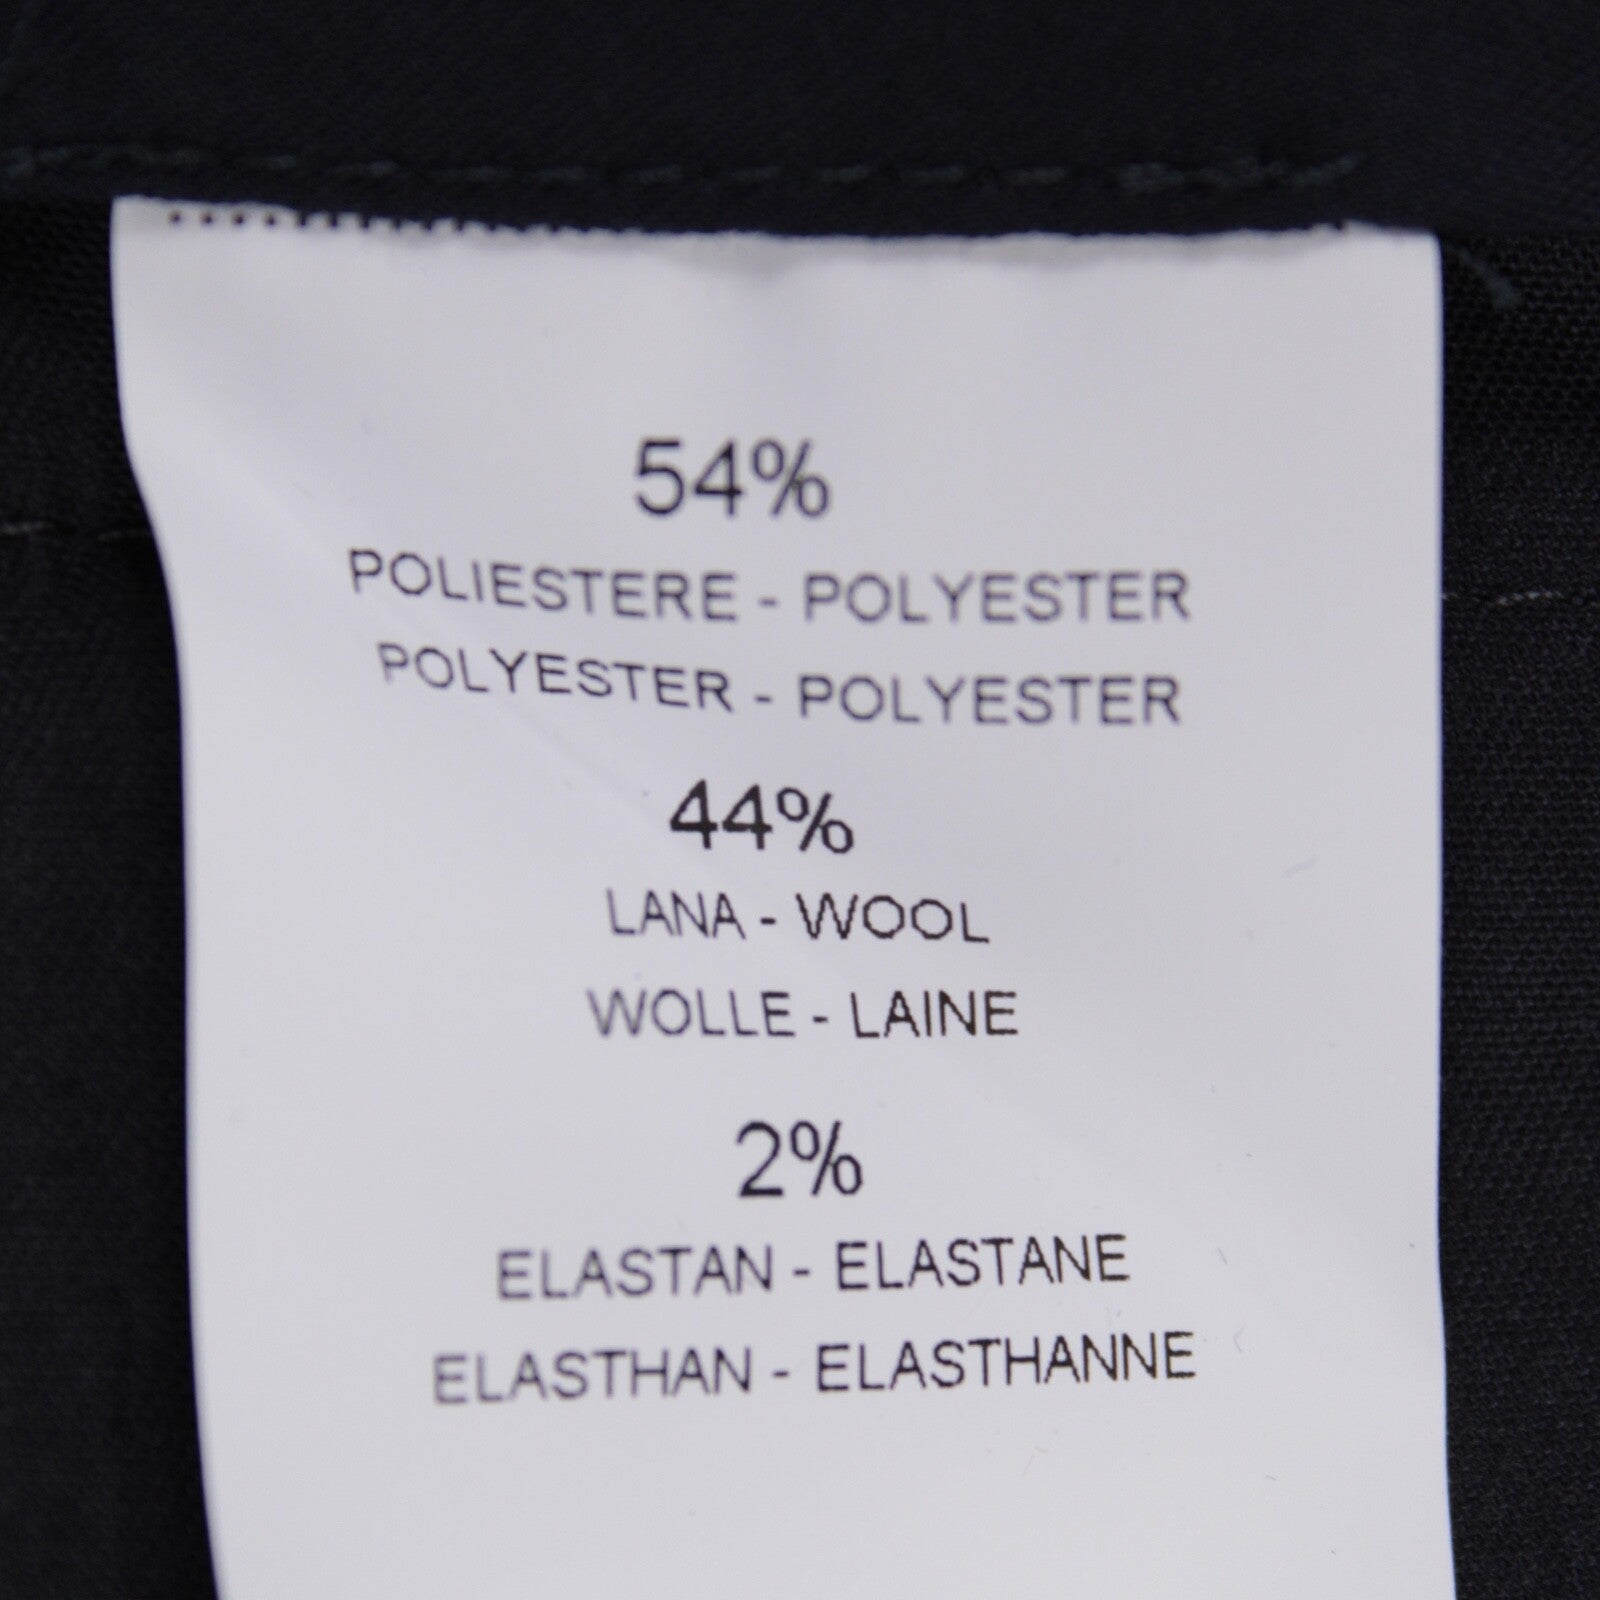 54%
POLIESTERE - POLYESTER
POLYESTER - POLYESTER
44%
LANA - WOOL
WOLLE - LAINE
2%
ELASTAN - ELASTANE
ELASTHAN - ELASTHANNE